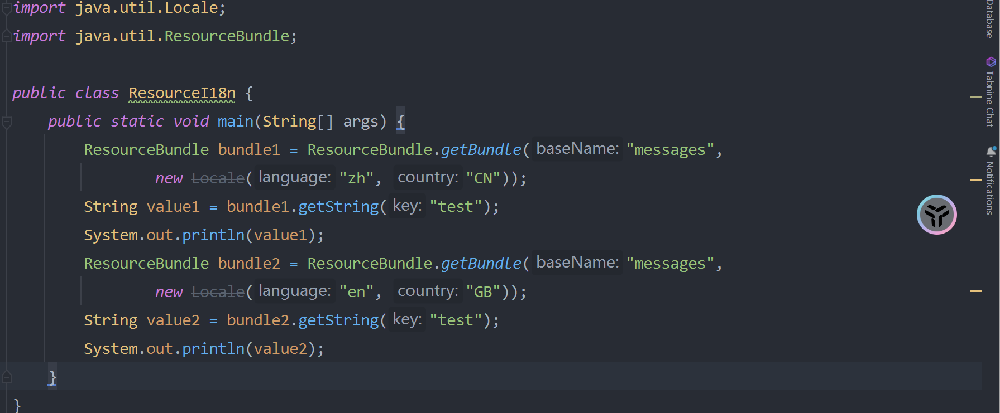 import java.util.Locale;
import java.util.ResourceBundle;
public class ResourceI18n {
public static void main(String[] args) {
ResourceBundle bundle1 = ResourceBundle.getBundle( baseName: "messages",
new Locale( language: "zh", country: "CN"));
String value1 = bundle1.getString( key: "test");
System.out.println(value1);
ResourceBundle bundle2 = ResourceBundle.getBundle( baseName: "messages",
new Locale( language: "en", country: "GB"));
String value2 = bundle2.getString( key: "test");
System.out.println(value2);
}
}
Database
Tabnine Chat
Notifications